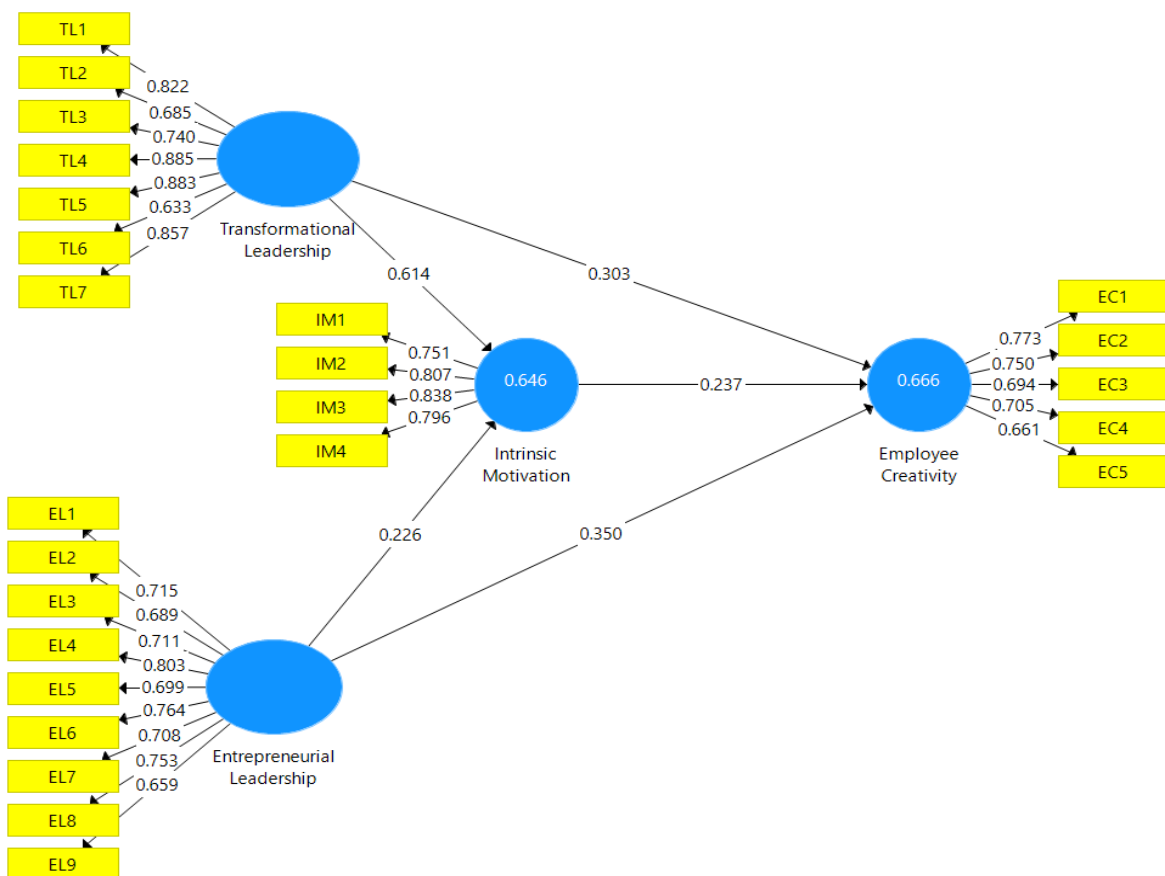 TL1
TL2
TL3
TL4
TL5
TL6
TL7
0.822
0.685
0.740
0.885
0.883
0.633
0.857
Transformational
Leadership
0.614
0.303
IM1
IM2
IM3
IM4
0.751
0.807
0.838
0.796
0.646
Intrinsic
Motivation
0.237
0.666
Employee
Creativity
0.773
0.750
0.694
0.705
0.661
EC1
EC2
EC3
EC4
EC5
0.226
0.350
EL1
EL2
EL3
EL4
EL5
EL6
EL7
EL8
EL9
0.715
0.689
0.711
0.803
0.699
0.764
0.708
0.753
0.659
Entrepreneurial
Leadership